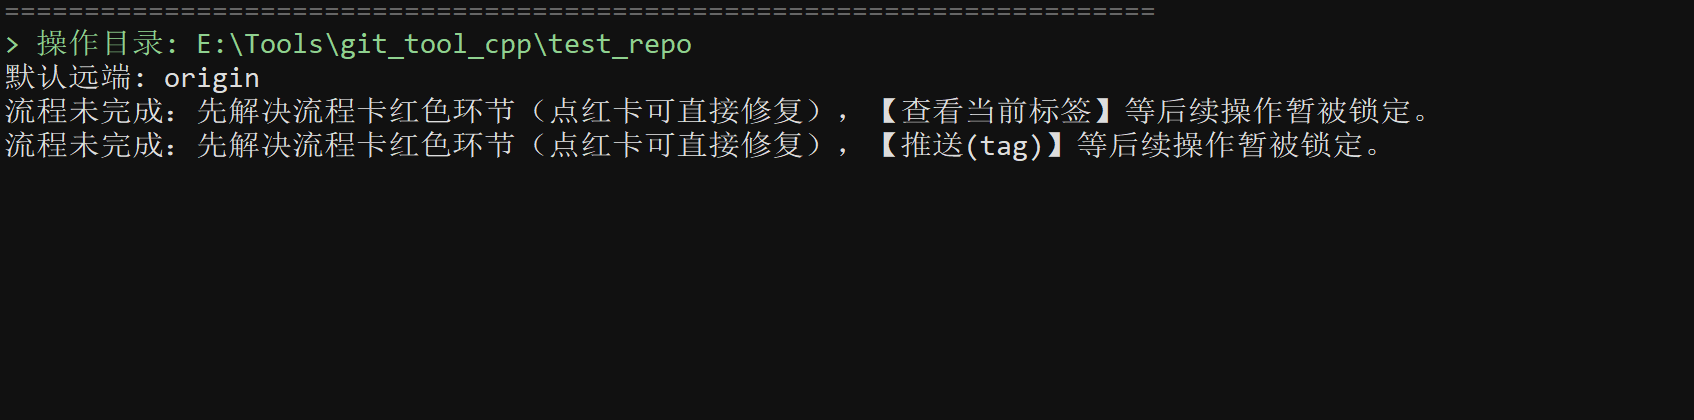 ========================================================================
> 操作目录: E:\Tools\git_tool_cpp\test_repo
默认远端: origin
流程未完成: 先解决流程卡红色环节（点红卡可直接修复），【查看当前标签】等后续操作暂被锁定。
流程未完成: 先解决流程卡红色环节（点红卡可直接修复），【推送(tag)】等后续操作暂被锁定。